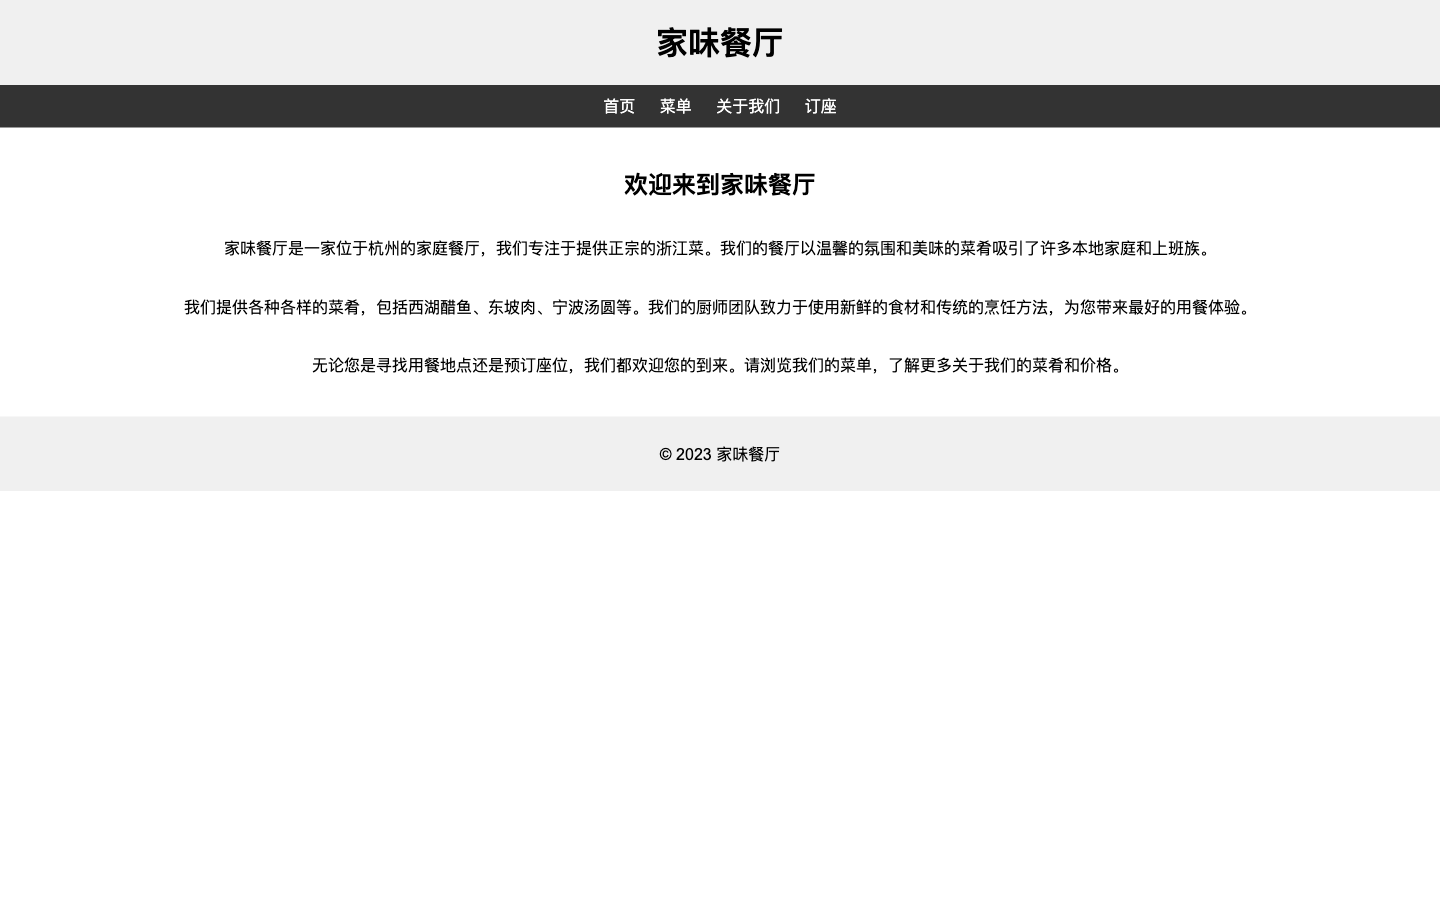 家味餐厅
首页 菜单 关于我们 订座
欢迎来到家味餐厅
家味餐厅是一家位于杭州的家庭餐厅，我们专注于提供正宗的浙江菜。我们的餐厅以温馨的氛围和美味的菜肴吸引了许多本地家庭和上班族。
我们提供各种各样的菜肴，包括西湖醋鱼、东坡肉、宁波汤圆等。我们的厨师团队致力于使用新鲜的食材和传统的烹饪方法，为您带来最好的用餐体验。
无论您是寻找用餐地点还是预订座位，我们都欢迎您的到来。请浏览我们的菜单，了解更多关于我们的菜肴和价格。
© 2023 家味餐厅